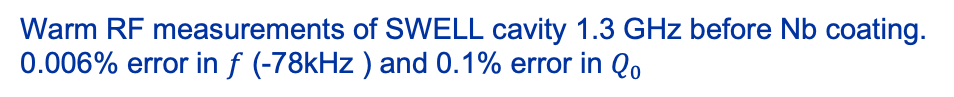 Warm RF measurements of SWELL cavity 1.3 GHz before Nb coating.
0.006% error in f (-78kHz ) and 0.1% error in Q₀